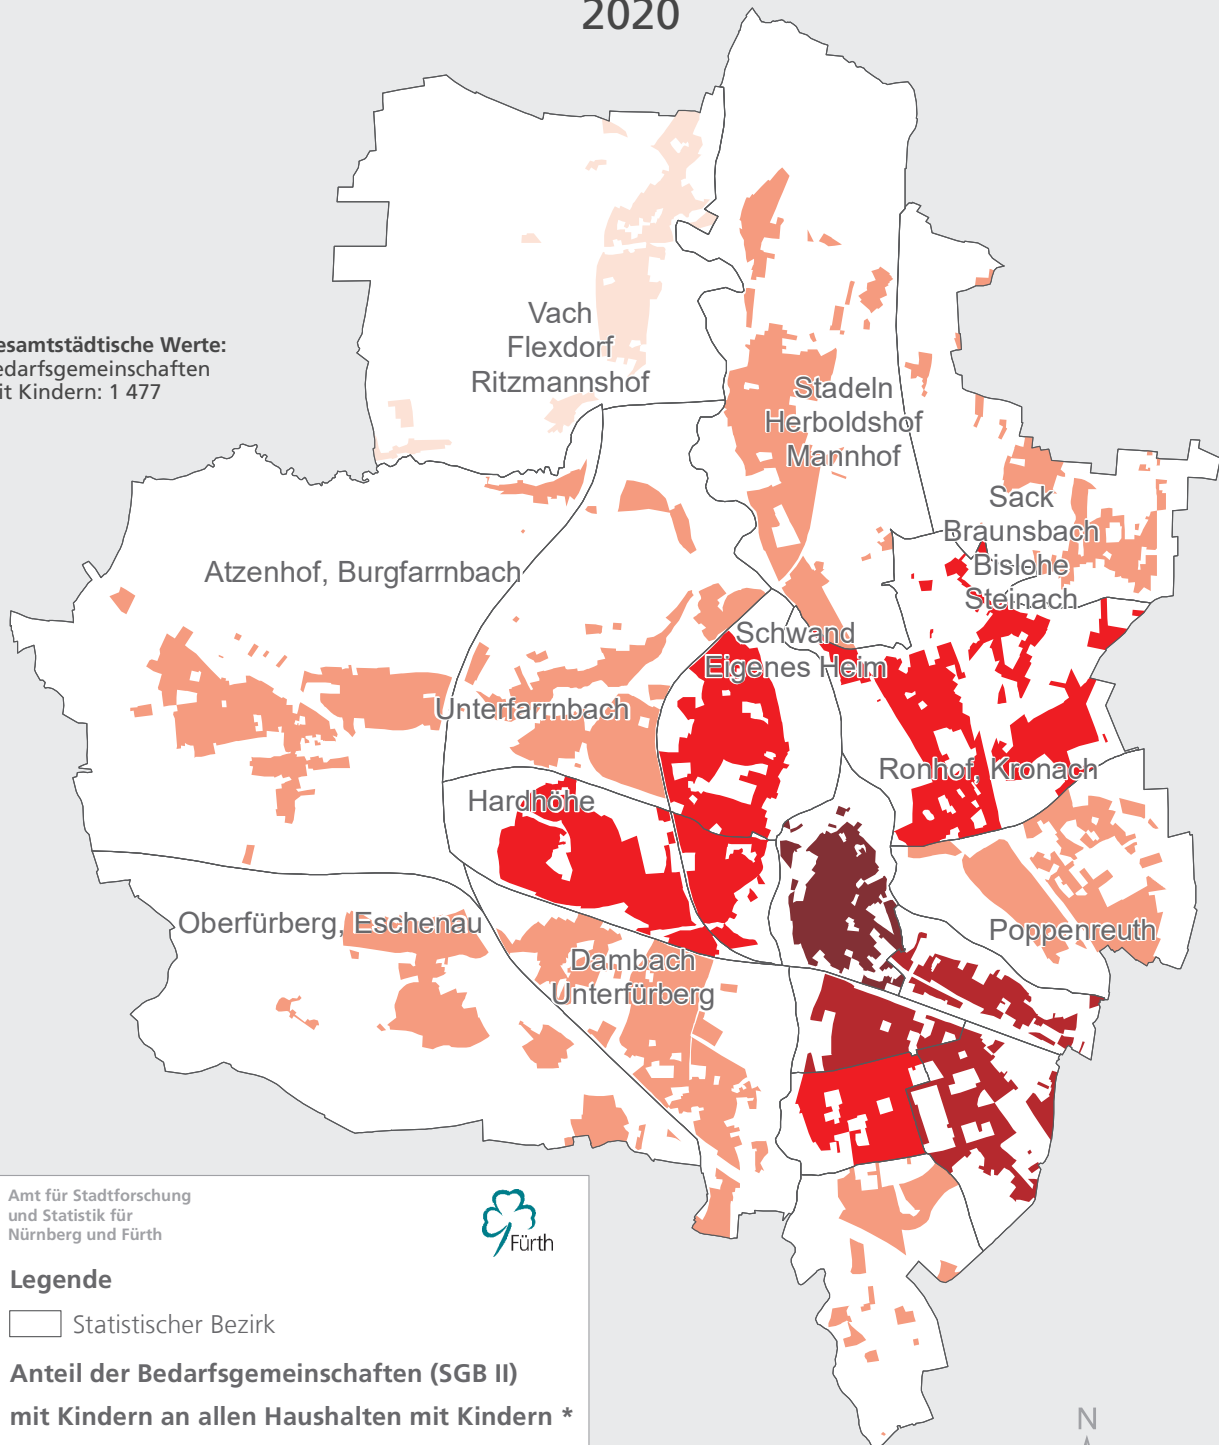 2020
esamtstädtische Werte:
edarfsgemeinschaften
it Kindern: 1 477
Vach
Flexdorf
Ritzmannshof
Stadeln
Herboldshof
Mannhof
Sack
Braunsbach
Bislohe
Steinach
Atzenhof, Burgfarrnbach
Schwand
Eigenes Heim
Unterfarrnbach
Ronhof, Kronach
Hardhöhe
Oberfürberg, Eschenau
Poppenreuth
Dambach
Unterfürberg
Amt für Stadtforschung
und Statistik für
Nürnberg und Fürth
Fürth
Legende
Statistischer Bezirk
Anteil der Bedarfsgemeinschaften (SGB II)
mit Kindern an allen Haushalten mit Kindern *
N